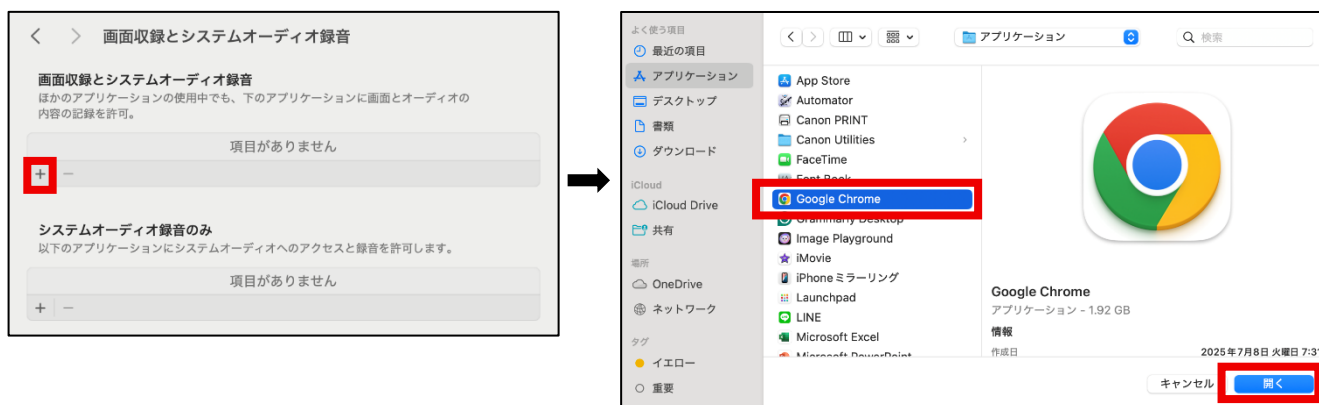 画面収録とシステムオーディオ録音
画面収録とシステムオーディオ録音
ほかのアプリケーションの使用中でも、下のアプリケーションに画面とオーディオの
内容の記録を許可。
項目がありません
システムオーディオ録音のみ
以下のアプリケーションにシステムオーディオへのアクセスと録音を許可します。
項目がありません
よく使う項目
最近の項目
アプリケーション
デスクトップ
書類
ダウンロード
iCloud
iCloud Drive
共有
場所
OneDrive
ネットワーク
タグ
イエロー
重要
アプリケーション
検索
App Store
Automator
Canon PRINT
Canon Utilities
FaceTime
Font Book
Google Chrome
Grammarly Desktop
Image Playground
iMovie
iPhoneミラーリング
Launchpad
LINE
Microsoft Excel
Microsoft PowerPoint
Google Chrome
アプリケーション - 1.92 GB
情報
作成日 2025年7月8日 火曜日 7:31
キャンセル
開く